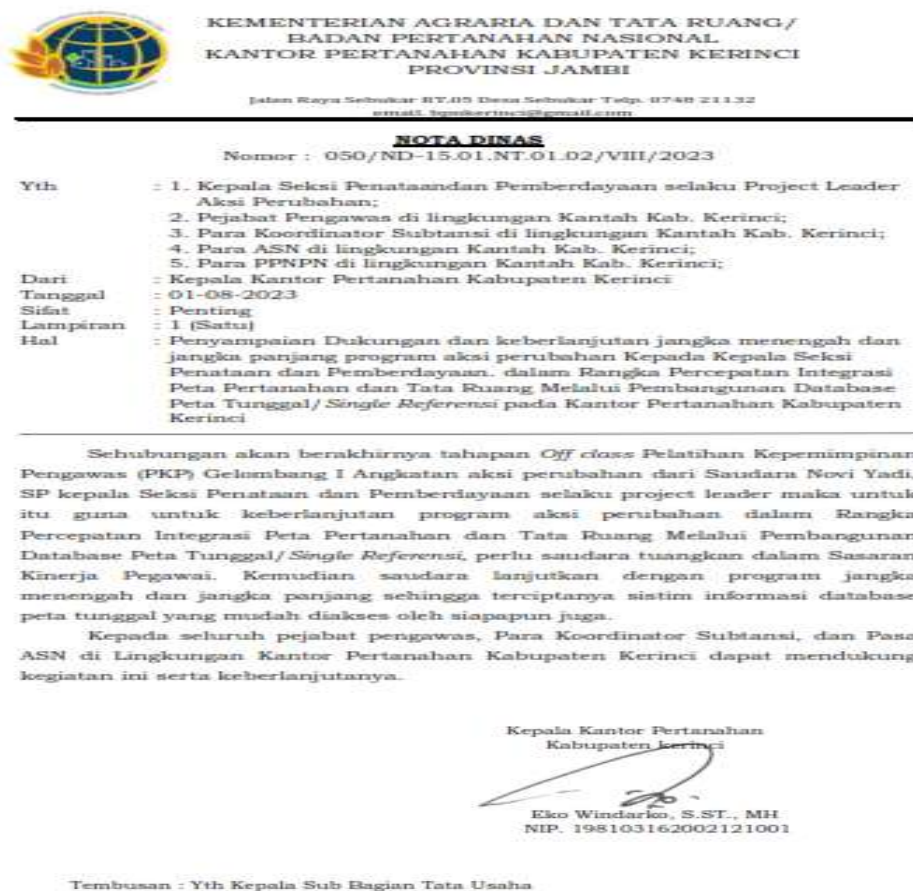 KEMENTERIAN AGRARIA DAN TATA RUANG/
BADAN PERTANAHAN NASIONAL
KANTOR PERTANAHAN KABUPATEN KERINCI
PROVINSI JAMBI
Jalan Raya Sebukar RT.05 Desa Sebukar Telp. 0748 21132
email. bpnkerinci@gmail.com
NOTA DINAS
Nomor : 050/ND-15.01.NT.01.02/VIII/2023
Yth : 1. Kepala Seksi Penataandan Pemberdayaan selaku Project Leader
Aksi Perubahan;
2. Pejabat Pengawas di lingkungan Kantah Kab. Kerinci;
3. Para Koordinator Subtansi di lingkungan Kantah Kab. Kerinci;
4. Para ASN di lingkungan Kantah Kab. Kerinci;
5. Para PPNPN di lingkungan Kantah Kab. Kerinci;
Dari : Kepala Kantor Pertanahan Kabupaten Kerinci
Tanggal : 01-08-2023
Sifat : Penting
Lampiran : 1 (Satu)
Hal : Penyampaian Dukungan dan keberlanjutan jangka menengah dan
jangka panjang program aksi perubahan Kepada Kepala Seksi
Penataan dan Pemberdayaan. dalam Rangka Percepatan Integrasi
Peta Pertanahan dan Tata Ruang Melalui Pembangunan Database
Peta Tunggal/Single Referensi pada Kantor Pertanahan Kabupaten
Kerinci
Sehubungan akan berakhirnya tahapan Off class Pelatihan Kepemimpinan
Pengawas (PKP) Gelombang I Angkatan aksi perubahan dari Saudara Novi Yadi,
SP kepala Seksi Penataan dan Pemberdayaan selaku project leader maka untuk
itu guna untuk keberlanjutan program aksi perubahan dalam Rangka
Percepatan Integrasi Peta Pertanahan dan Tata Ruang Melalui Pembangunan
Database Peta Tunggal/Single Referensi, perlu saudara tuangkan dalam Sasaran
Kinerja Pegawai. Kemudian saudara lanjutkan dengan program jangka
menengah dan jangka panjang sehingga terciptanya sistim informasi database
peta tunggal yang mudah diakses oleh siapapun juga.
Kepada seluruh pejabat pengawas, Para Koordinator Subtansi, dan Pasa
ASN di Lingkungan Kantor Pertanahan Kabupaten Kerinci dapat mendukung
kegiatan ini serta keberlanjutanya.
Kepala Kantor Pertanahan
Kabupaten kerinci
Eko Windarko, S.ST., MH
NIP. 198103162002121001
Tembusan : Yth Kepala Sub Bagian Tata Usaha